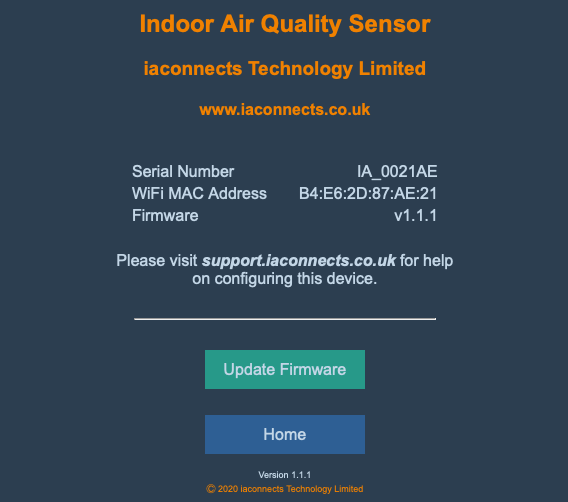 Indoor Air Quality Sensor
iaconnects Technology Limited
www.iaconnects.co.uk
Serial Number IA_0021AE
WiFi MAC Address B4:E6:2D:87:AE:21
Firmware v1.1.1
Please visit support.iaconnects.co.uk for help
on configuring this device.
Update Firmware
Home
Version 1.1.1
© 2020 iaconnects Technology Limited